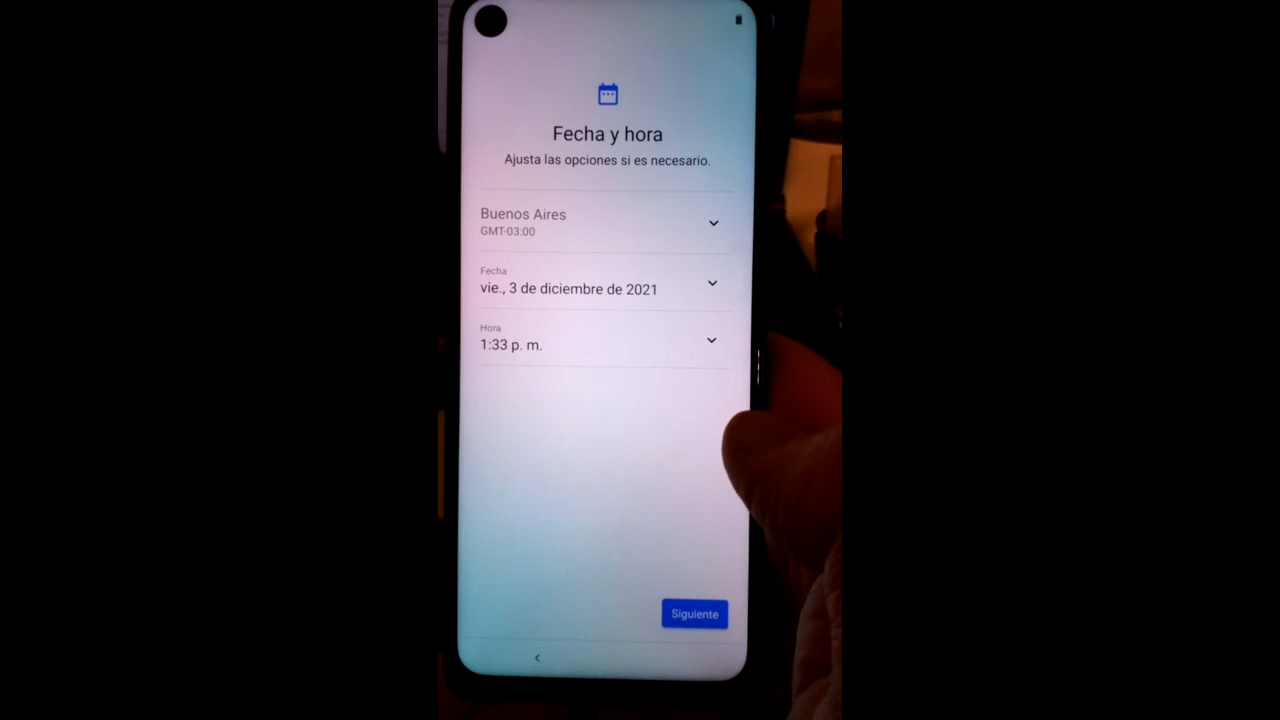 Fecha y hora
Ajusta las opciones si es necesario.
Buenos Aires
GMT-03:00
Fecha
vie., 3 de diciembre de 2021
Hora
1:33 p. m.
Siguiente